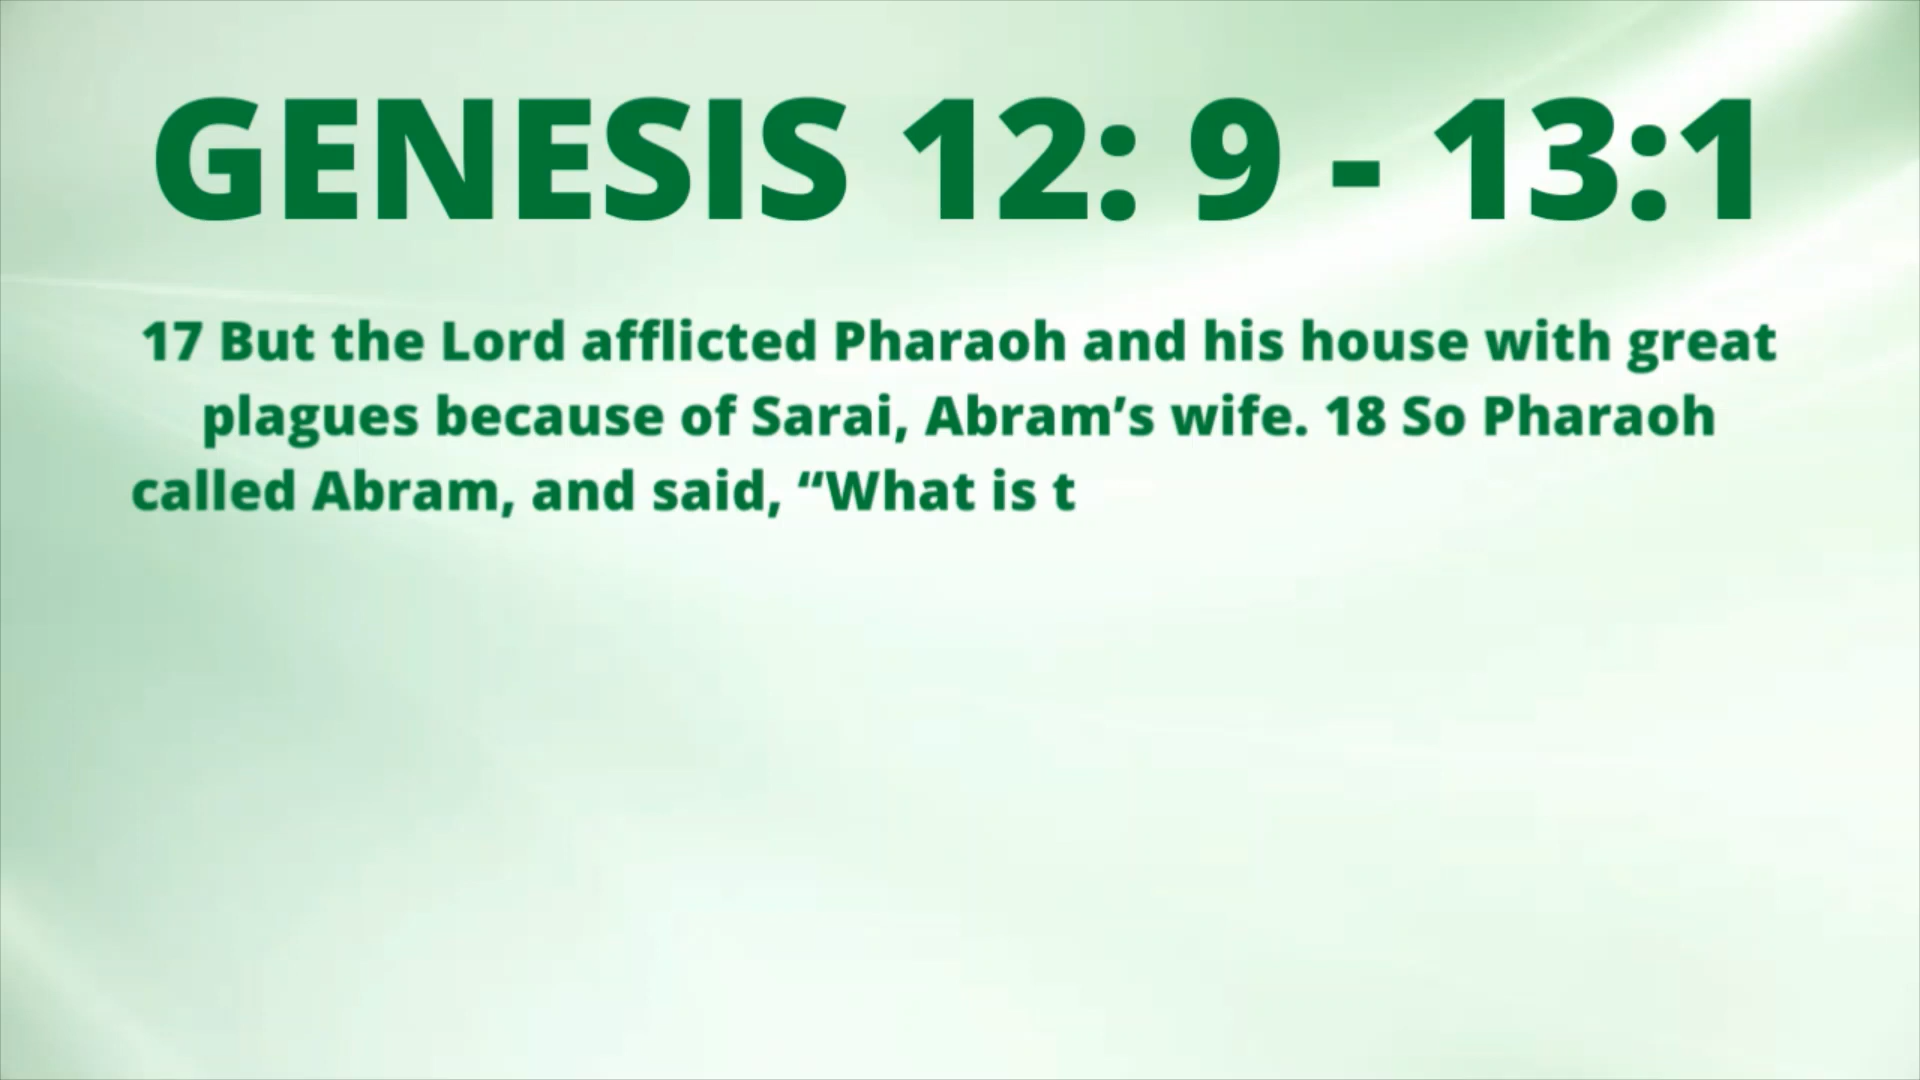 GENESIS 12: 9 - 13:1
17 But the Lord afflicted Pharaoh and his house with great
plagues because of Sarai, Abram’s wife. 18 So Pharaoh
called Abram, and said, “What is t